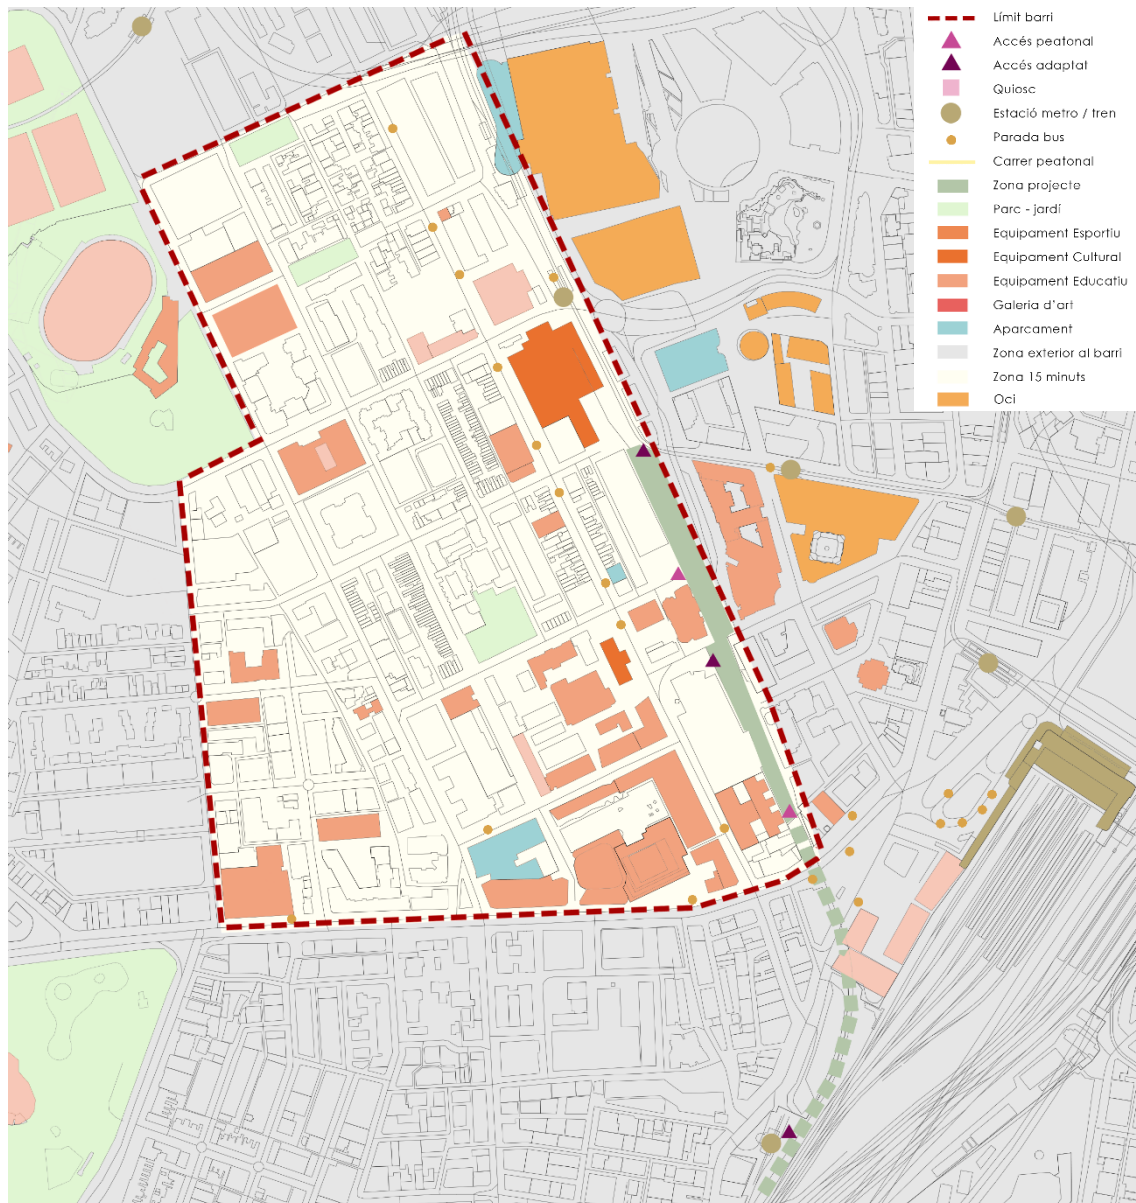 Límit barri
Accés peatonal
Accés adaptat
Quiosc
Estació metro / tren
Parada bus
Carrer peatonal
Zona projecte
Parc - jardí
Equipament Esportiu
Equipament Cultural
Equipament Educatiu
Galeria d'art
Aparcament
Zona exterior al barri
Zona 15 minuts
Oci